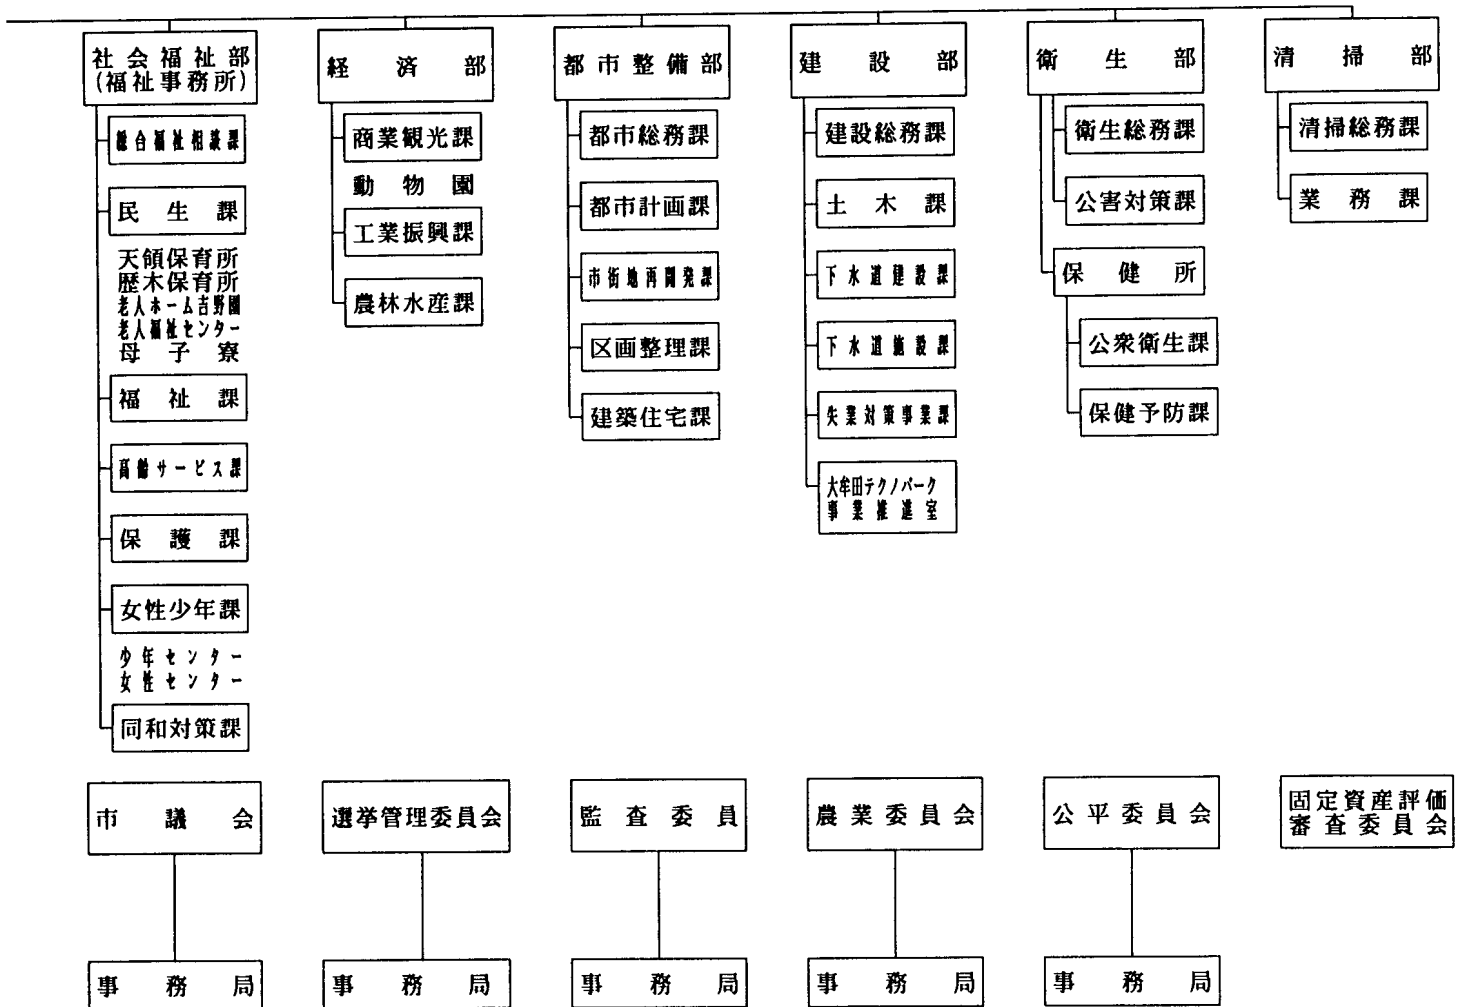 社会福祉部
(福祉事務所)
総合福祉相談課
民生課
天領保育所
歴木保育所
老人ホーム吉野園
老人福祉センター
母子寮
福祉課
高齢サービス課
保護課
女性少年課
少年センター
女性センター
同和対策課
経済部
商業観光課
動物園
工業振興課
農林水産課
都市整備部
都市総務課
都市計画課
市街地再開発課
区画整理課
建築住宅課
建設部
建設総務課
土木課
下水道建設課
下水道施設課
失業対策事業課
大牟田テクノパーク
事業推進室
衛生部
衛生総務課
公害対策課
保健所
公衆衛生課
保健予防課
清掃部
清掃総務課
業務課
市議会
事務局
選挙管理委員会
事務局
監査委員
事務局
農業委員会
事務局
公平委員会
事務局
固定資産評価
審査委員会